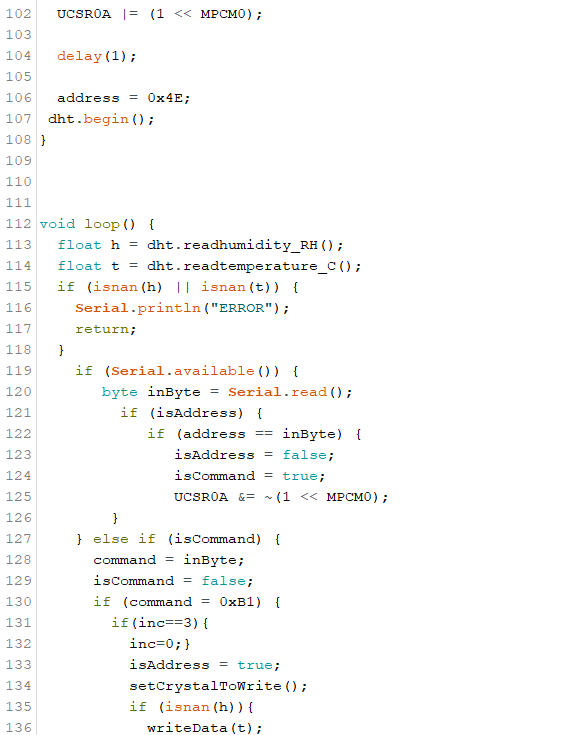 102 UCSR0A |= (1 << MPCM0);
103
104 delay(1);
105
106 address = 0x4E;
107 dht.begin();
108 }
109
110
111
112 void loop() {
113 float h = dht.readhumidity_RH();
114 float t = dht.readtemperature_C();
115 if (isnan(h) || isnan(t)) {
116 Serial.println("ERROR");
117 return;
118 }
119 if (Serial.available()) {
120 byte inByte = Serial.read();
121 if (isAddress) {
122 if (address == inByte) {
123 isAddress = false;
124 isCommand = true;
125 UCSR0A &= ~(1 << MPCM0);
126 }
127 } else if (isCommand) {
128 command = inByte;
129 isCommand = false;
130 if (command = 0xB1) {
131 if(inc==3){
132 inc=0;}
133 isAddress = true;
134 setCrystalToWrite();
135 if (isnan(h)){
136 writeData(t);